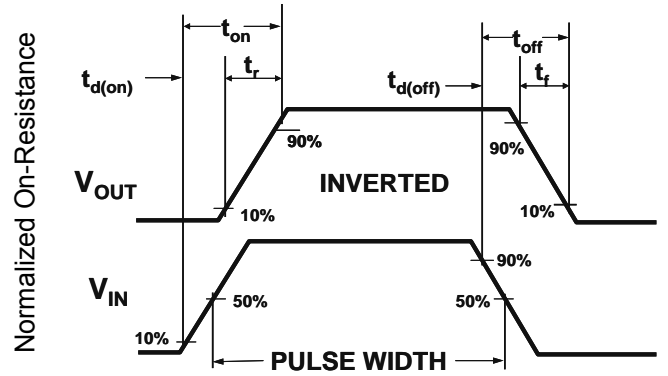 Normalized On-Resistance
ton
toff
td(on)
tr
td(off)
tf
90%
90%
VOUT
INVERTED
10%
10%
VIN
90%
50%
50%
10%
PULSE WIDTH